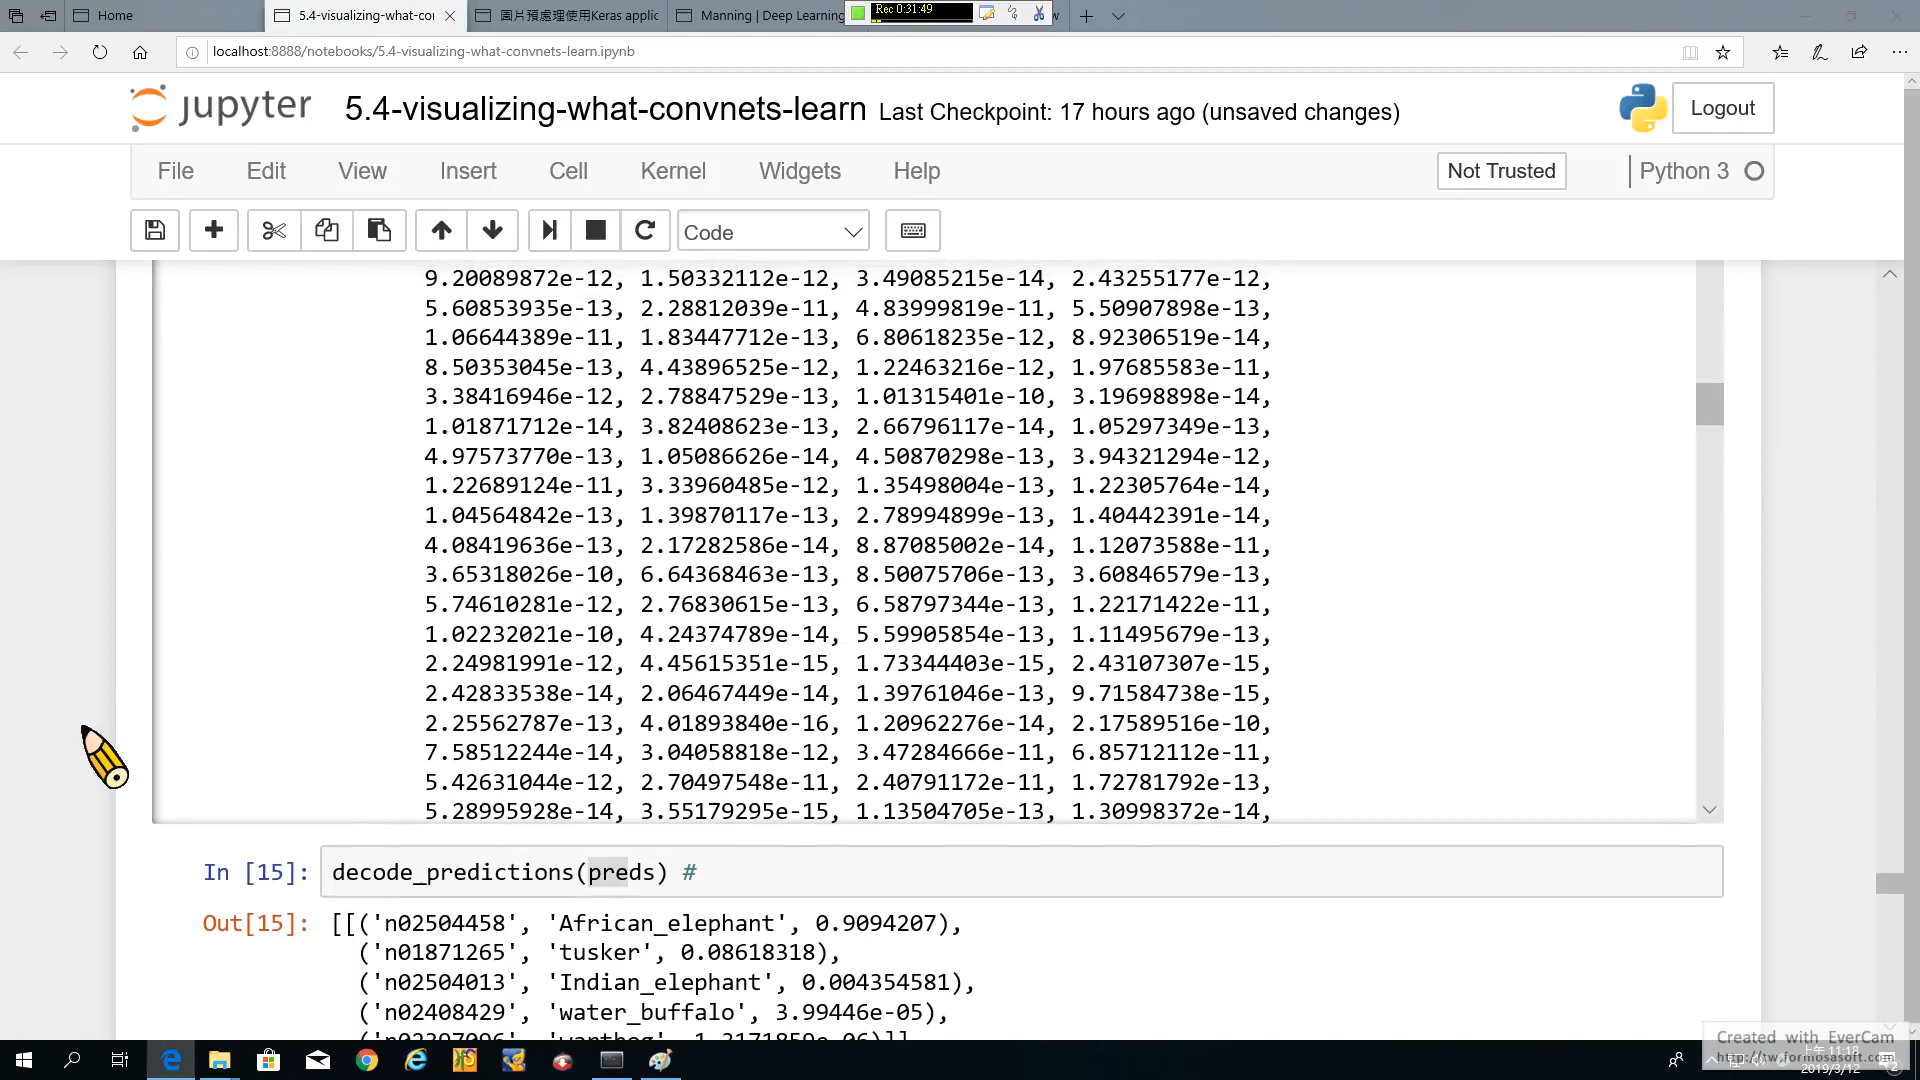 Home
5.4-visualizing-what-cor
圖片預處理使用Keras applic
Manning | Deep Learning
Rec 0:31:49
localhost:8888/notebooks/5.4-visualizing-what-convnets-learn.ipynb
jupyter 5.4-visualizing-what-convnets-learn Last Checkpoint: 17 hours ago (unsaved changes)
Logout
File Edit View Insert Cell Kernel Widgets Help
Not Trusted
Python 3
Code
9.20089872e-12, 1.50332112e-12, 3.49085215e-14, 2.43255177e-12,
5.60853935e-13, 2.28812039e-11, 4.83999819e-11, 5.50907898e-13,
1.06644389e-11, 1.83447712e-13, 6.80618235e-12, 8.92306519e-14,
8.50353045e-13, 4.43896525e-12, 1.22463216e-12, 1.97685583e-11,
3.38416946e-12, 2.78847529e-13, 1.01315401e-10, 3.19698898e-14,
1.01871712e-14, 3.82408623e-13, 2.66796117e-14, 1.05297349e-13,
4.97573770e-13, 1.05086626e-14, 4.50870298e-13, 3.94321294e-12,
1.22689124e-11, 3.33960485e-12, 1.35498004e-13, 1.22305764e-14,
1.04564842e-13, 1.39870117e-13, 2.78994899e-13, 1.40442391e-14,
4.08419636e-13, 2.17282586e-14, 8.87085002e-14, 1.12073588e-11,
3.65318026e-10, 6.64368463e-13, 8.50075706e-13, 3.60846579e-13,
5.74610281e-12, 2.76830615e-13, 6.58797344e-13, 1.22171422e-11,
1.02232021e-10, 4.24374789e-14, 5.59905854e-13, 1.11495679e-13,
2.24981991e-12, 4.45615351e-15, 1.73344403e-15, 2.43107307e-15,
2.42833538e-14, 2.06467449e-14, 1.39761046e-13, 9.71584738e-15,
2.25562787e-13, 4.01893840e-16, 1.20962276e-14, 2.17589516e-10,
7.58512244e-14, 3.04058818e-12, 3.47284666e-11, 6.85712112e-11,
5.42631044e-12, 2.70497548e-11, 2.40791172e-11, 1.72781792e-13,
5.28995928e-14, 3.55179295e-15, 1.13504705e-13, 1.30998372e-14,
In [15]: decode_predictions(preds) #
Out[15]: [[('n02504458', 'African_elephant', 0.9094207),
('n01871265', 'tusker', 0.08618318),
('n02504013', 'Indian_elephant', 0.004354581),
('n02408429', 'water_buffalo', 3.99446e-05),
Created with EverCam
http://tw.formosasoft.com
2019/3/12